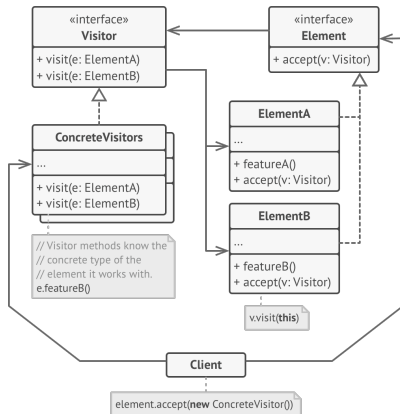 «interface»
Visitor
+ visit(e: ElementA)
+ visit(e: ElementB)
«interface»
Element
+ accept(v: Visitor)
ConcreteVisitors
...
+ visit(e: ElementA)
+ visit(e: ElementB)
ElementA
...
+ featureA()
+ accept(v: Visitor)
ElementB
...
+ featureB()
+ accept(v: Visitor)
// Visitor methods know the
// concrete type of the
// element it works with.
e.featureB()
v.visit(this)
Client
element.accept(new ConcreteVisitor())